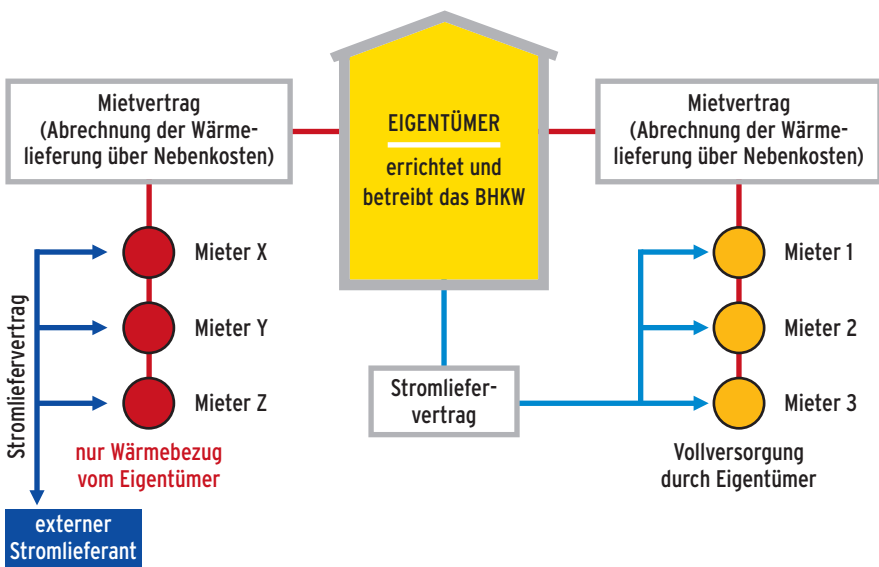 Mietvertrag
(Abrechnung der Wärme-
lieferung über Nebenkosten)
EIGENTÜMER
errichtet und
betreibt das BHKW
Mietvertrag
(Abrechnung der Wärme-
lieferung über Nebenkosten)
Stromliefervertrag
Mieter X
Mieter Y
Mieter Z
nur Wärmebezug
vom Eigentümer
externer
Stromlieferant
Stromliefer-
vertrag
Mieter 1
Mieter 2
Mieter 3
Vollversorgung
durch Eigentümer